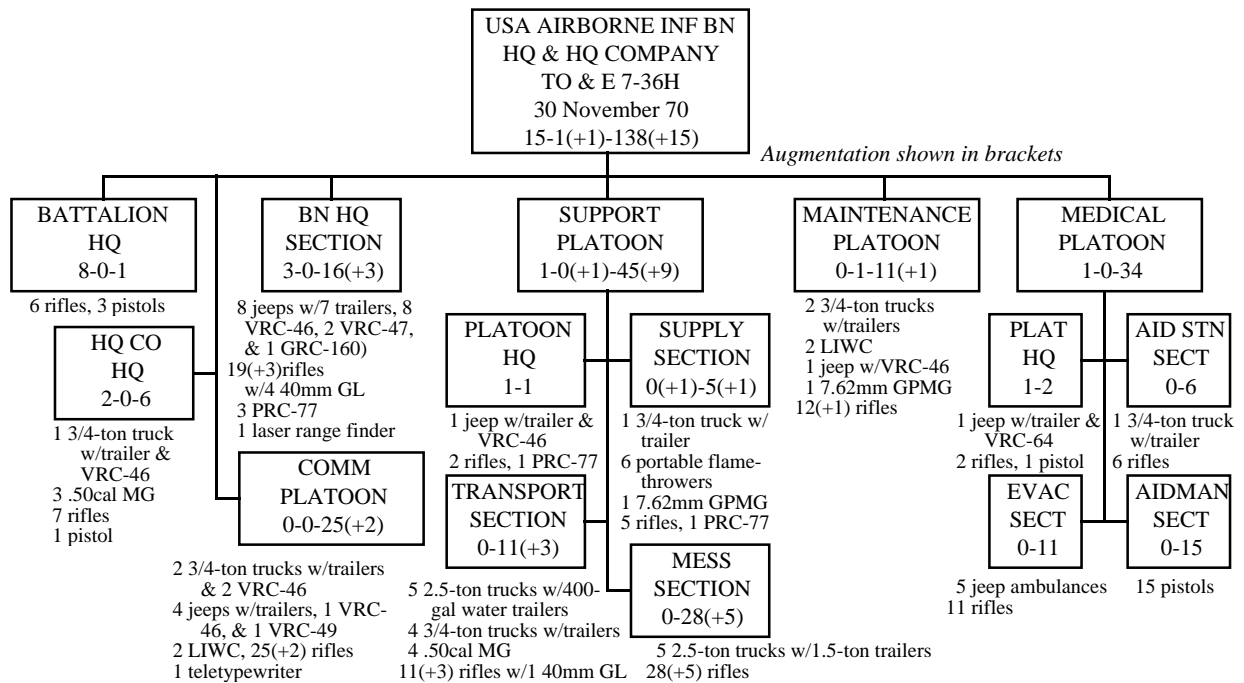 USA AIRBORNE INF BN
HQ & HQ COMPANY
TO & E 7-36H
30 November 70
15-1(+1)-138(+15)
Augmentation shown in brackets
BATTALION
HQ
8-0-1
6 rifles, 3 pistols
HQ CO
HQ
2-0-6
1 3/4-ton truck
w/trailer &
VRC-46
3 .50cal MG
7 rifles
1 pistol
BN HQ
SECTION
3-0-16(+3)
8 jeeps w/7 trailers, 8
VRC-46, 2 VRC-47,
& 1 GRC-160)
19(+3)rifles
w/4 40mm GL
3 PRC-77
1 laser range finder
COMM
PLATOON
0-0-25(+2)
2 3/4-ton trucks w/trailers
& 2 VRC-46
4 jeeps w/trailers, 1 VRC-
46, & 1 VRC-49
2 LIWC, 25(+2) rifles
1 teletypewriter
SUPPORT
PLATOON
1-0(+1)-45(+9)
PLATOON
HQ
1-1
1 jeep w/trailer &
VRC-46
2 rifles, 1 PRC-77
SUPPLY
SECTION
0(+1)-5(+1)
1 3/4-ton truck w/
trailer
6 portable flame-
throwers
1 7.62mm GPMG
5 rifles, 1 PRC-77
TRANSPORT
SECTION
0-11(+3)
5 2.5-ton trucks w/400-
gal water trailers
4 3/4-ton trucks w/trailers
4 .50cal MG
11(+3) rifles w/1 40mm GL
MESS
SECTION
0-28(+5)
5 2.5-ton trucks w/1.5-ton trailers
28(+5) rifles
MAINTENANCE
PLATOON
0-1-11(+1)
2 3/4-ton trucks
w/trailers
2 LIWC
1 jeep w/VRC-46
1 7.62mm GPMG
12(+1) rifles
MEDICAL
PLATOON
1-0-34
PLAT
HQ
1-2
1 jeep w/trailer &
VRC-64
2 rifles, 1 pistol
AID STN
SECT
0-6
1 3/4-ton truck
w/trailer
6 rifles
EVAC
SECT
0-11
5 jeep ambulances
11 rifles
AIDMAN
SECT
0-15
15 pistols